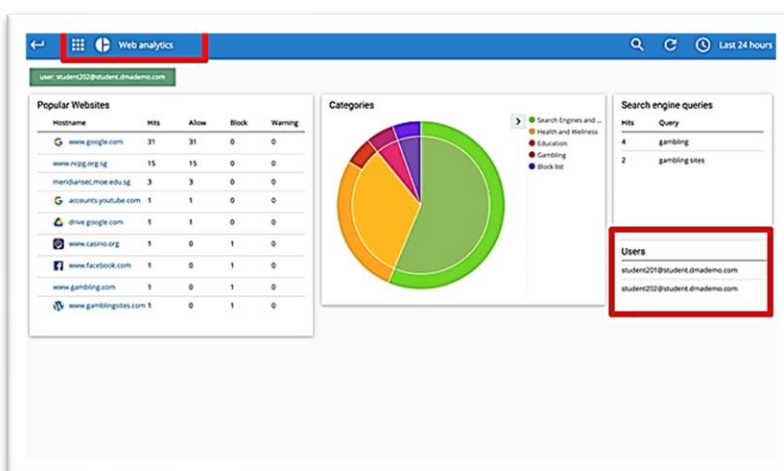 Web analytics
Last 24 hours
user: student202@student.dmademo.com
Popular Websites
Hostname Hits Allow Block Warning
www.google.com 31 31 0 0
www.ncpg.org.sg 15 15 0 0
meridiansec.moe.edu.sg 3 3 0 0
accounts.youtube.com 1 1 0 0
drive.google.com 1 1 0 0
www.casino.org 1 0 1 0
www.facebook.com 1 0 1 0
www.gambling.com 1 0 1 0
www.gamblingsites.com 1 0 1 0
Categories
Search Engines and ...
Health and Wellness
Education
Gambling
Block list
Search engine queries
Hits Query
4 gambling
2 gambling sites
Users
student201@student.dmademo.com
student202@student.dmademo.com